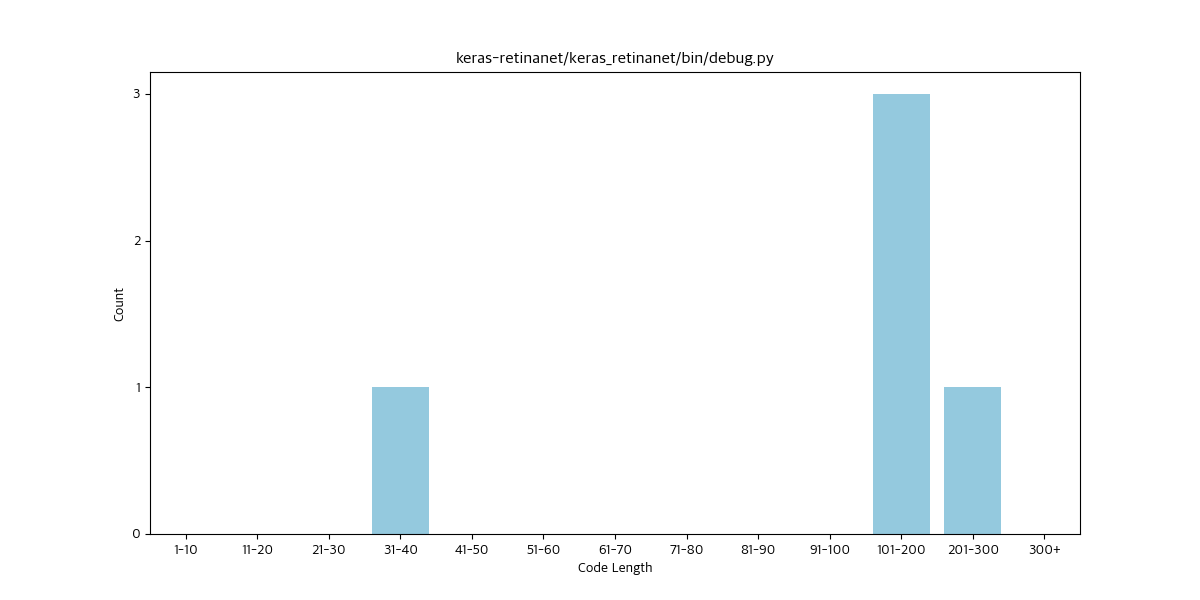 keras-retinanet/keras_retinanet/bin/debug.py
3
2
1
0
Count
1-10 11-20 21-30 31-40 41-50 51-60 61-70 71-80 81-90 91-100 101-200 201-300 300+
Code Length